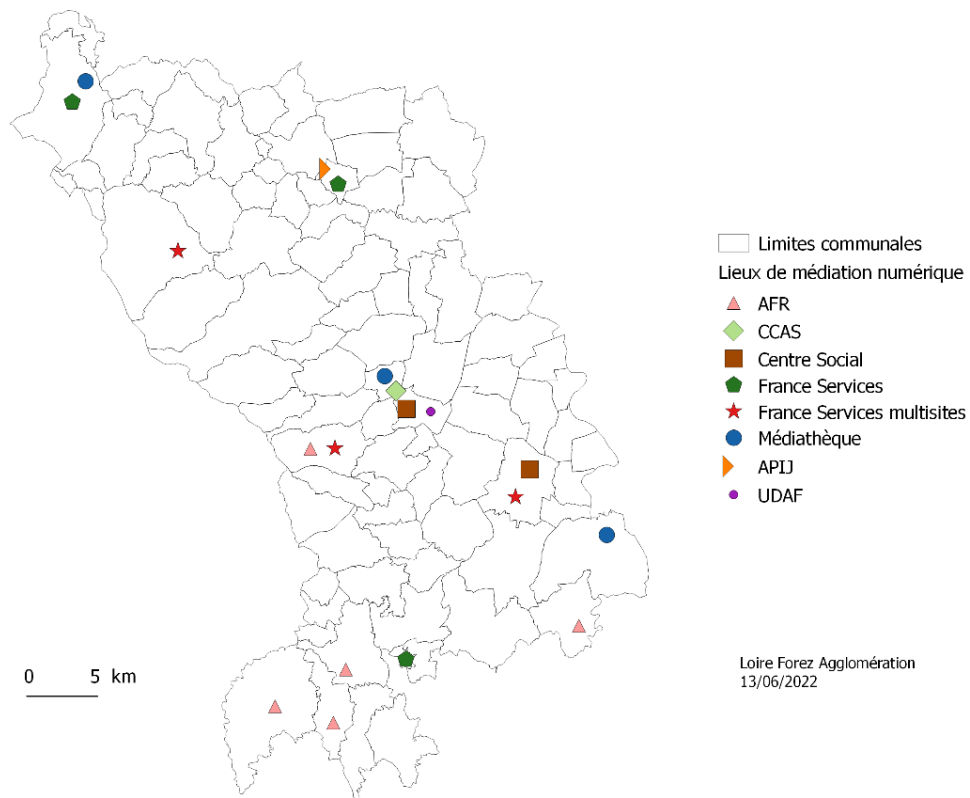 Limites communales
Lieux de médiation numérique
AFR
CCAS
Centre Social
France Services
France Services multisites
Médiathèque
APIJ
UDAF
0 5 km
Loire Forez Agglomération
13/06/2022